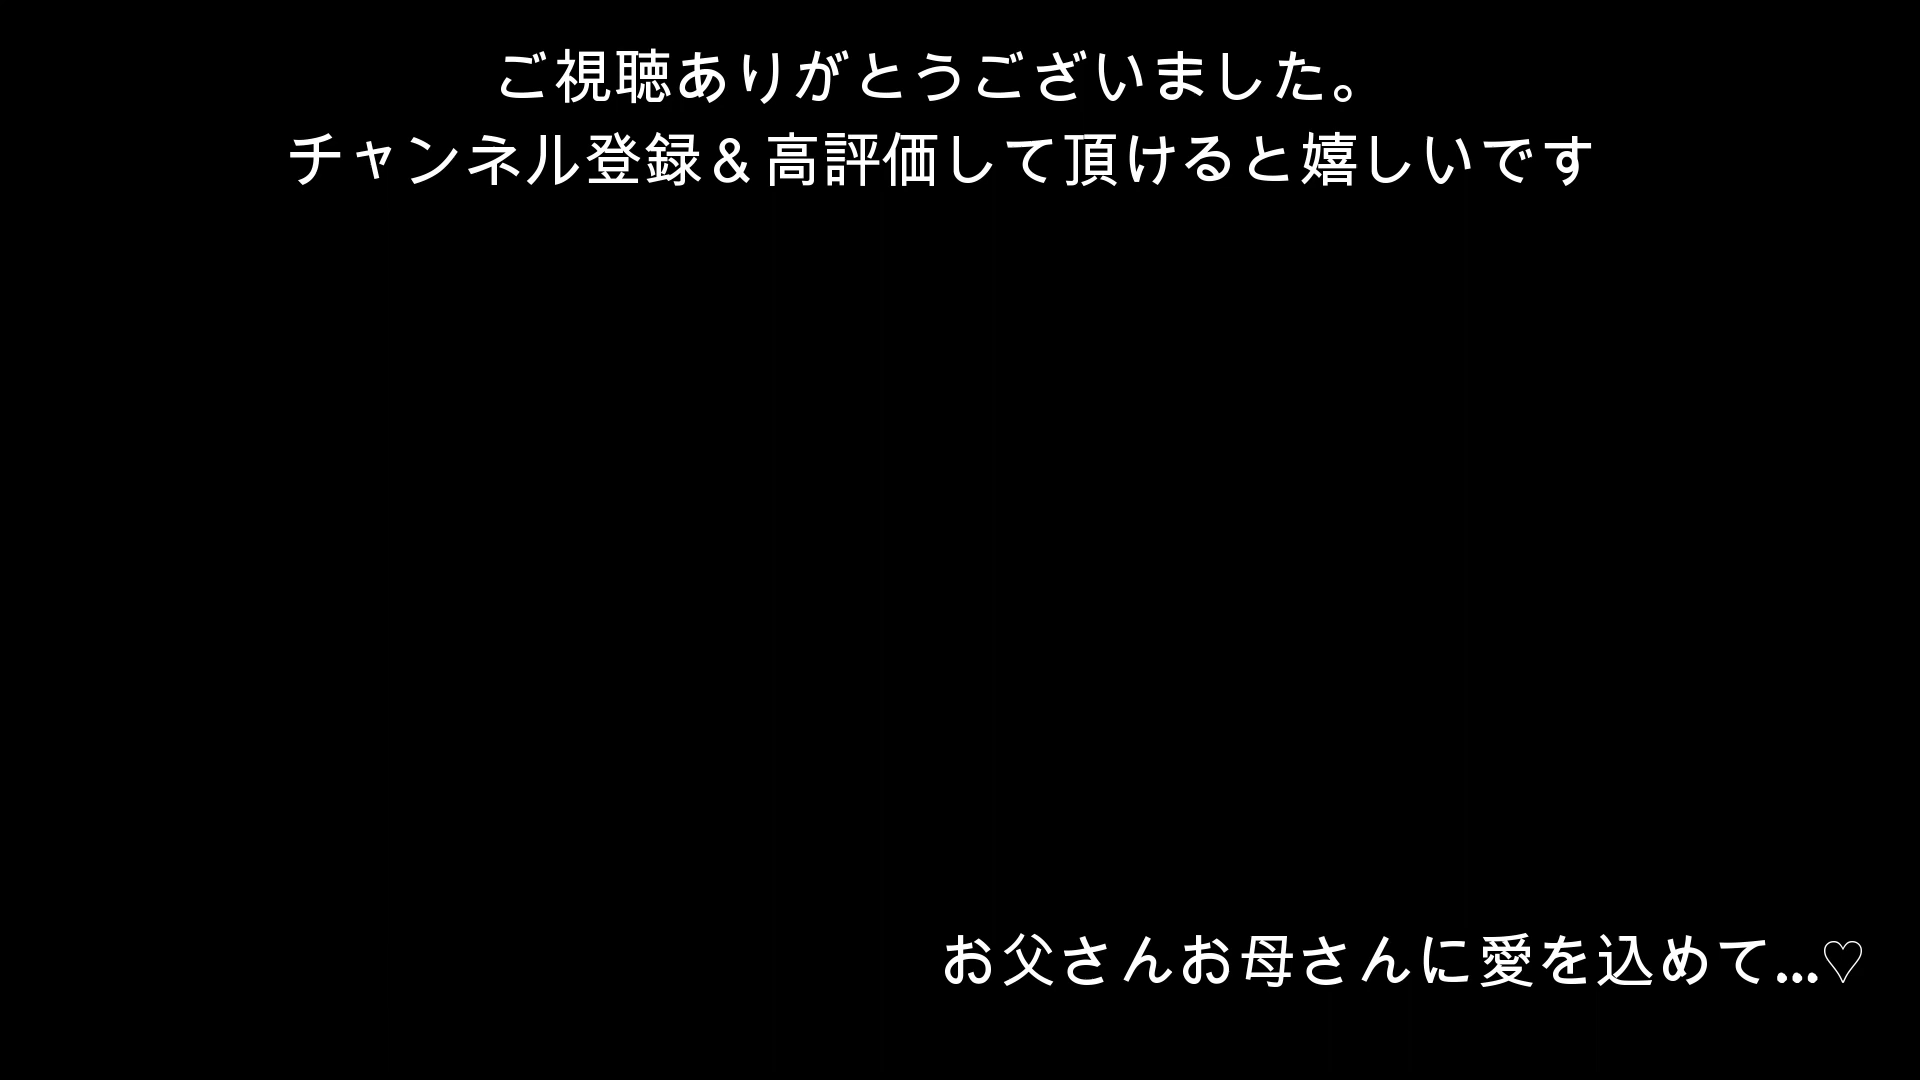 ご視聴ありがとうございました。
チャンネル登録＆高評価して頂けると嬉しいです
お父さんお母さんに愛を込めて...♡